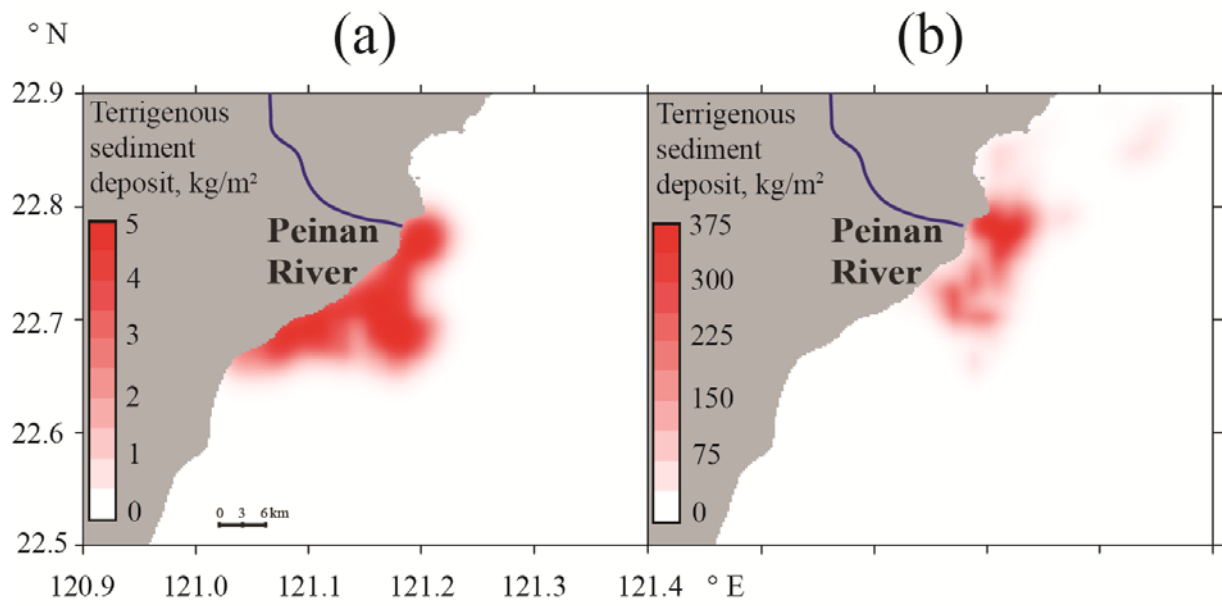 (a)
(b)
° N
22.9
22.8
22.7
22.6
22.5
Terrigenous
sediment
deposit, kg/m²
5
4
3
2
1
0
Peinan
River
0 3 6 km
Terrigenous
sediment
deposit, kg/m²
375
300
225
150
75
0
Peinan
River
120.9 121.0 121.1 121.2 121.3 121.4 ° E